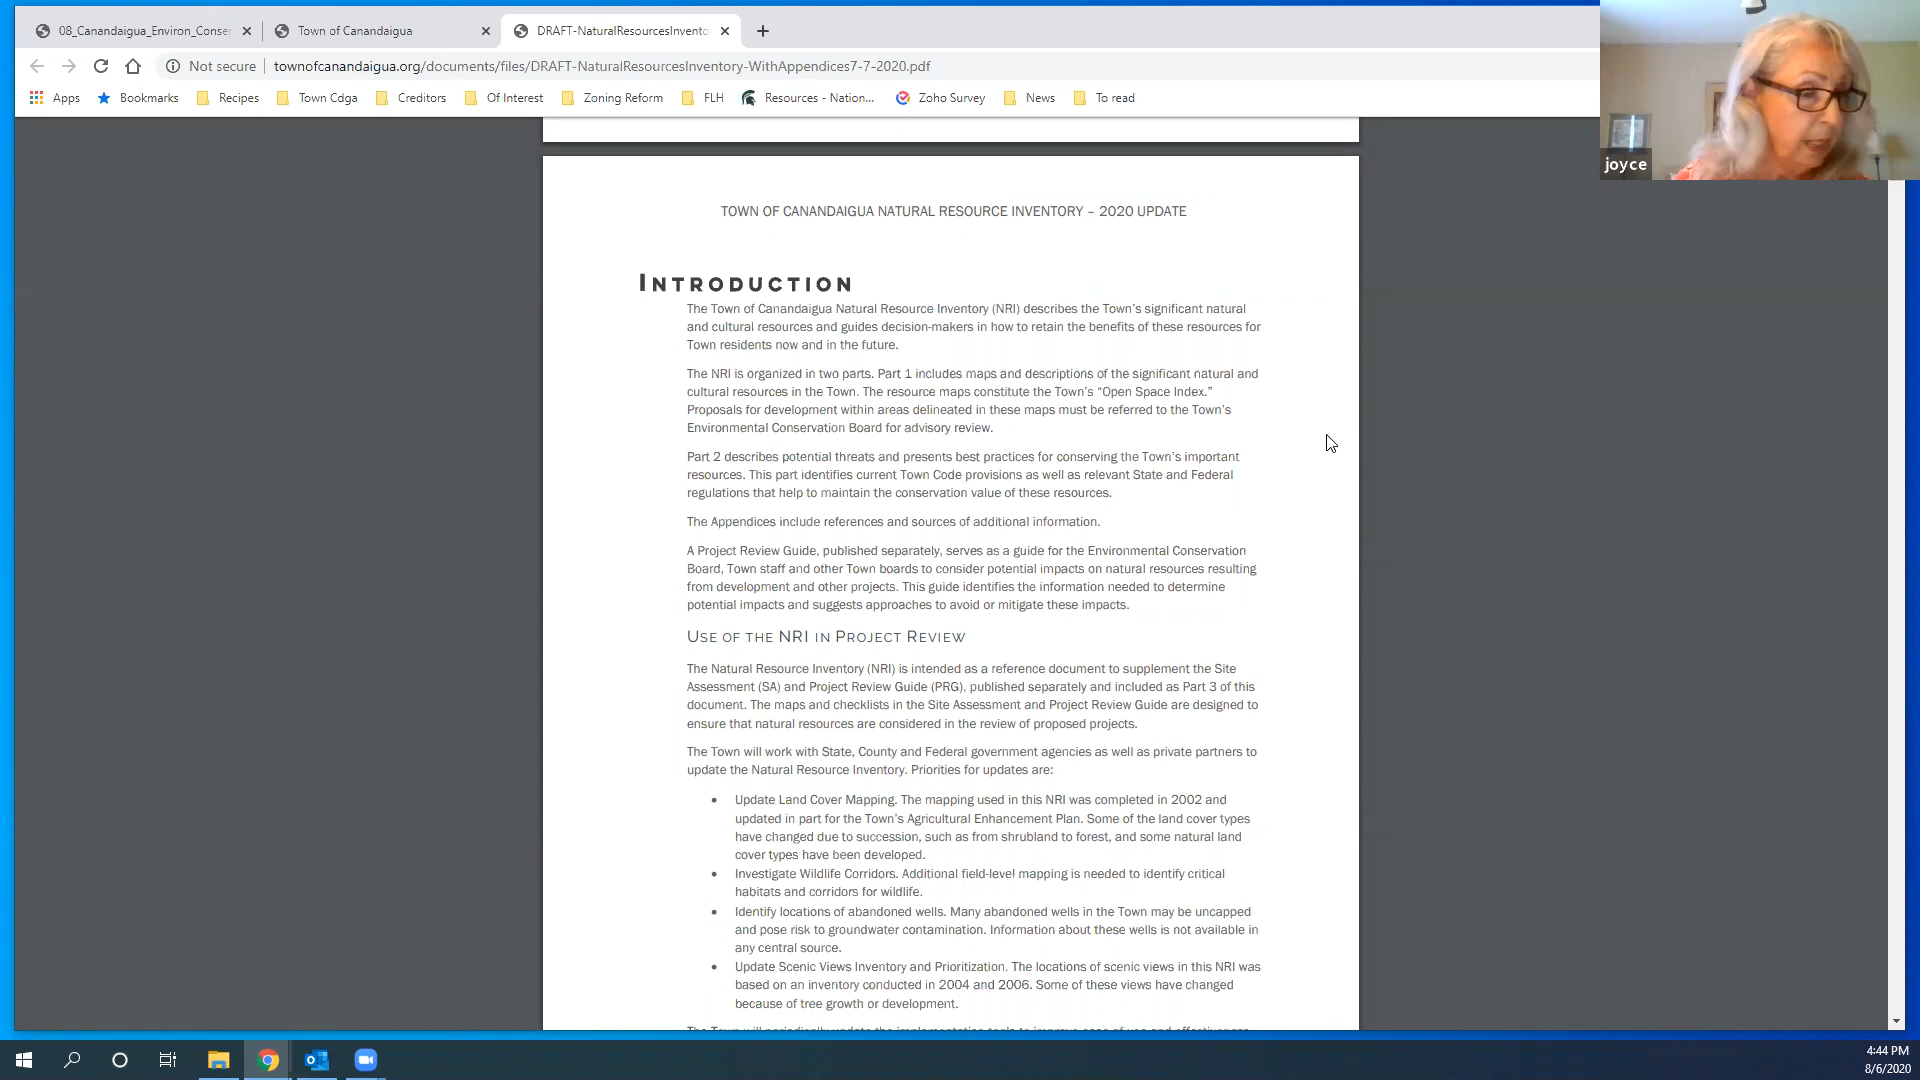 08_Canandaigua_Environ_Conser
Town of Canandaigua
DRAFT-NaturalResourcesInvento
Not secure
townofcanandaigua.org/documents/files/DRAFT-NaturalResourcesInventory-WithAppendices7-7-2020.pdf
Apps
Bookmarks
Recipes
Town Cdga
Creditors
Of Interest
Zoning Reform
FLH
Resources - Nation...
Zoho Survey
News
To read
joyce
TOWN OF CANANDAIGUA NATURAL RESOURCE INVENTORY – 2020 UPDATE
INTRODUCTION
The Town of Canandaigua Natural Resource Inventory (NRI) describes the Town’s significant natural
and cultural resources and guides decision-makers in how to retain the benefits of these resources for
Town residents now and in the future.
The NRI is organized in two parts. Part 1 includes maps and descriptions of the significant natural and
cultural resources in the Town. The resource maps constitute the Town’s “Open Space Index.”
Proposals for development within areas delineated in these maps must be referred to the Town’s
Environmental Conservation Board for advisory review.
Part 2 describes potential threats and presents best practices for conserving the Town’s important
resources. This part identifies current Town Code provisions as well as relevant State and Federal
regulations that help to maintain the conservation value of these resources.
The Appendices include references and sources of additional information.
A Project Review Guide, published separately, serves as a guide for the Environmental Conservation
Board, Town staff and other Town boards to consider potential impacts on natural resources resulting
from development and other projects. This guide identifies the information needed to determine
potential impacts and suggests approaches to avoid or mitigate these impacts.
USE OF THE NRI IN PROJECT REVIEW
The Natural Resource Inventory (NRI) is intended as a reference document to supplement the Site
Assessment (SA) and Project Review Guide (PRG), published separately and included as Part 3 of this
document. The maps and checklists in the Site Assessment and Project Review Guide are designed to
ensure that natural resources are considered in the review of proposed projects.
The Town will work with State, County and Federal government agencies as well as private partners to
update the Natural Resource Inventory. Priorities for updates are:
• Update Land Cover Mapping. The mapping used in this NRI was completed in 2002 and
updated in part for the Town’s Agricultural Enhancement Plan. Some of the land cover types
have changed due to succession, such as from shrubland to forest, and some natural land
cover types have been developed.
• Investigate Wildlife Corridors. Additional field-level mapping is needed to identify critical
habitats and corridors for wildlife.
• Identify locations of abandoned wells. Many abandoned wells in the Town may be uncapped
and pose risk to groundwater contamination. Information about these wells is not available in
any central source.
• Update Scenic Views Inventory and Prioritization. The locations of scenic views in this NRI was
based on an inventory conducted in 2004 and 2006. Some of these views have changed
because of tree growth or development.
The Town will periodically update the implementation tools to improve ease of use and effectiveness
4:44 PM
8/6/2020